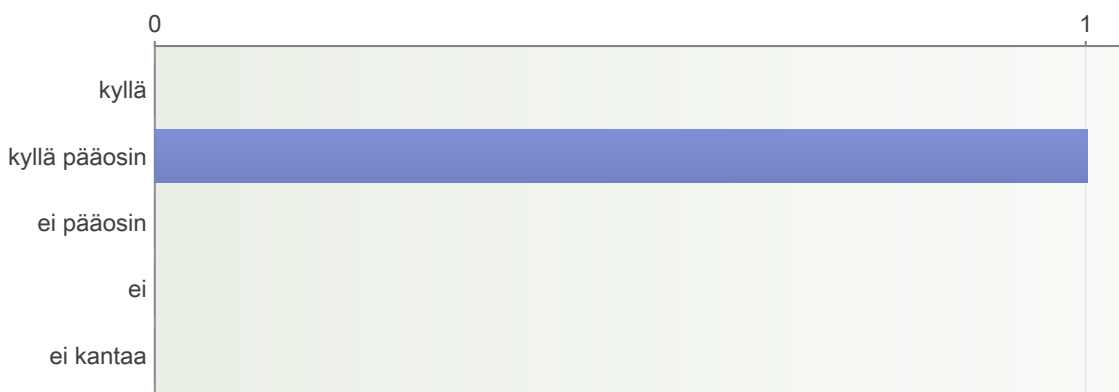 0 1
kyllä
kyllä pääosin
ei pääosin
ei
ei kantaa